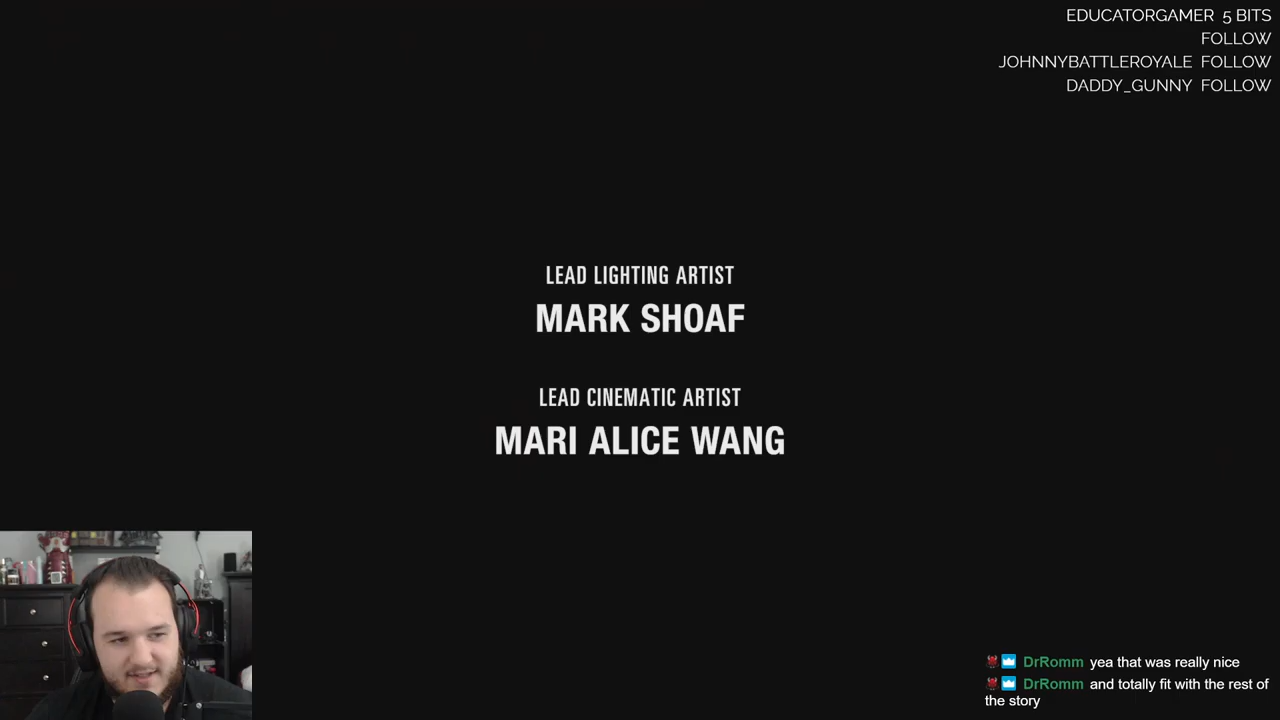 EDUCATORGAMER 5 BITS
FOLLOW
JOHNNYBATTLEROYALE FOLLOW
DADDY_GUNNY FOLLOW
LEAD LIGHTING ARTIST
MARK SHOAF
LEAD CINEMATIC ARTIST
MARI ALICE WANG
DrRomm yea that was really nice
DrRomm and totally fit with the rest of
the story